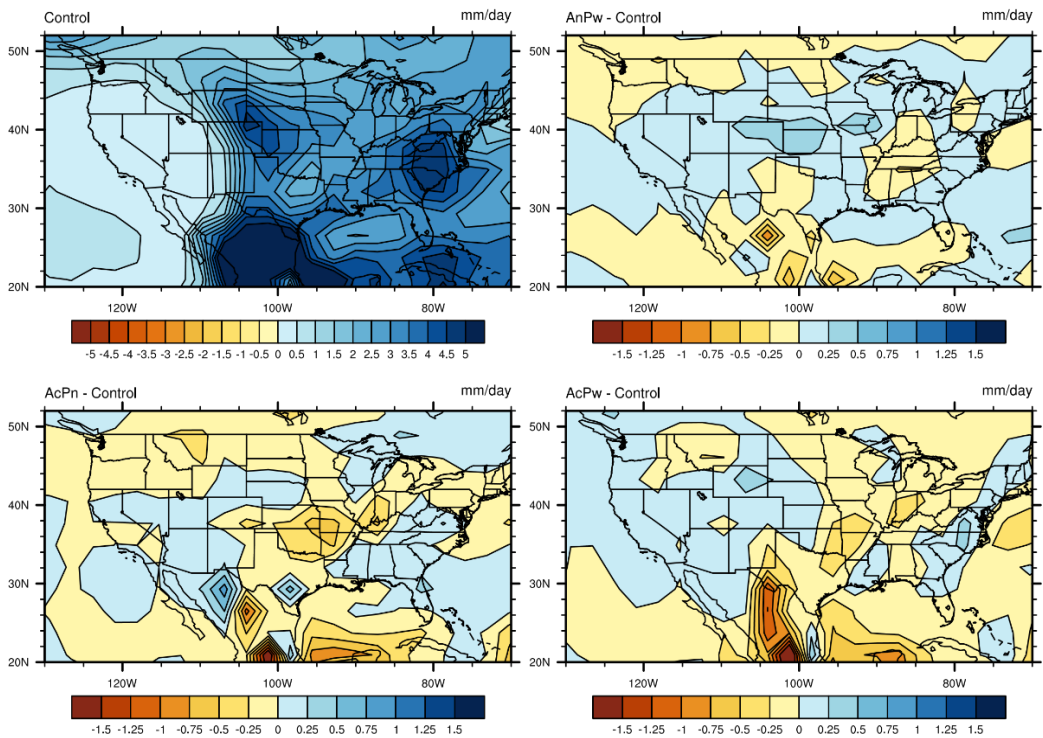 Control mm/day
50N
40N
30N
20N
120W 100W 80W
-5 -4.5 -4 -3.5 -3 -2.5 -2 -1.5 -1 -0.5 0 0.5 1 1.5 2 2.5 3 3.5 4 4.5 5
AnPw - Control mm/day
50N
40N
30N
20N
120W 100W 80W
-1.5 -1.25 -1 -0.75 -0.5 -0.25 0 0.25 0.5 0.75 1 1.25 1.5
AcPn - Control mm/day
50N
40N
30N
20N
120W 100W 80W
-1.5 -1.25 -1 -0.75 -0.5 -0.25 0 0.25 0.5 0.75 1 1.25 1.5
AcPw - Control mm/day
50N
40N
30N
20N
120W 100W 80W
-1.5 -1.25 -1 -0.75 -0.5 -0.25 0 0.25 0.5 0.75 1 1.25 1.5